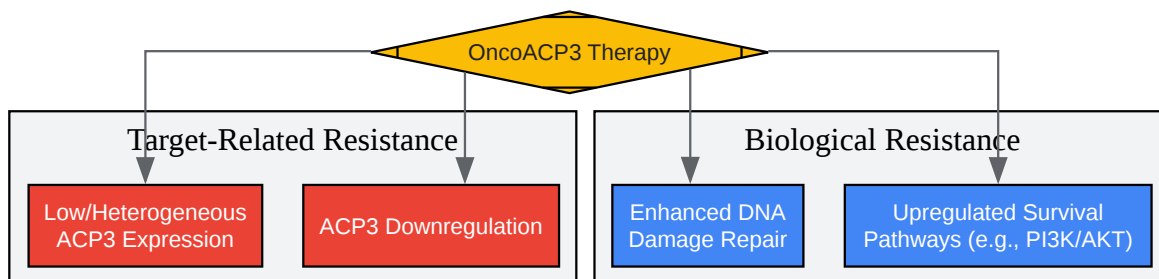 OncoACP3 Therapy
Target-Related Resistance
Low/Heterogeneous
ACP3 Expression
ACP3 Downregulation
Biological Resistance
Enhanced DNA
Damage Repair
Upregulated Survival
Pathways (e.g., PI3K/AKT)